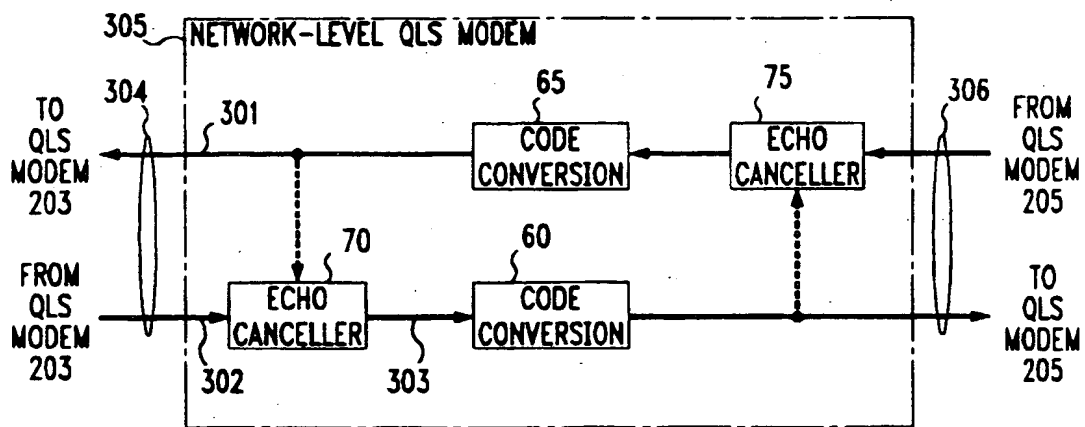 305
NETWORK-LEVEL QLS MODEM
304
301
65
75
306
TO
QLS
MODEM
203
CODE
CONVERSION
ECHO
CANCELLER
FROM
QLS
MODEM
205
FROM
QLS
MODEM
203
302
70
ECHO
CANCELLER
303
60
CODE
CONVERSION
TO
QLS
MODEM
205